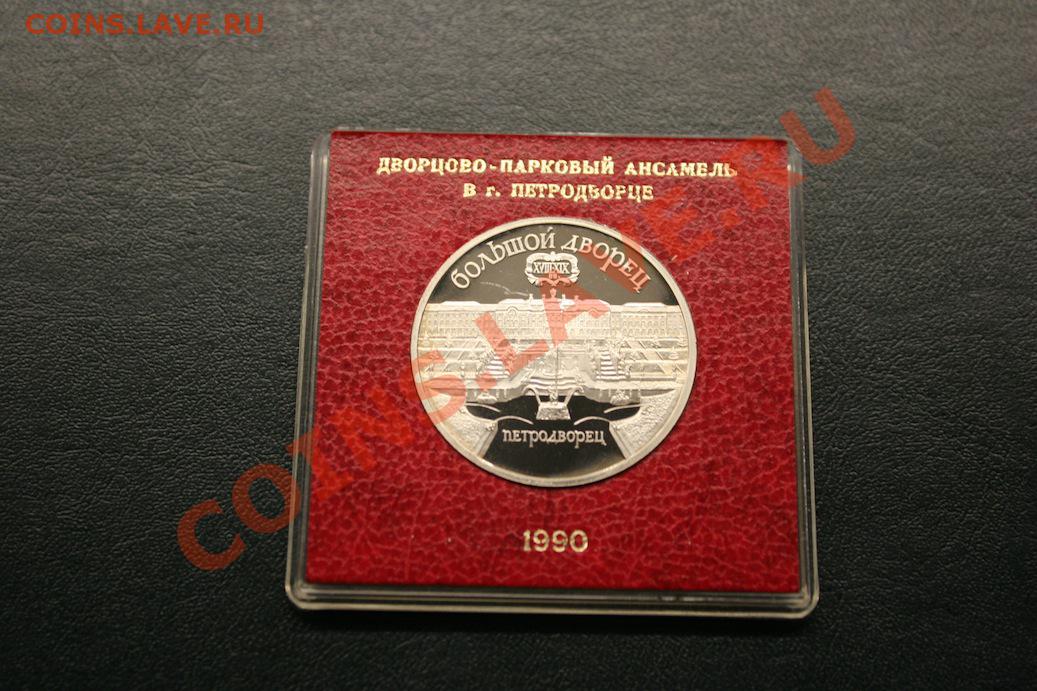 COINS.LAVE.RU
ДВОРЦОВО-ПАРКОВЫЙ АНСАМБЛЬ
В г. ПЕТРОДВОРЦЕ
БОЛЬШОЙ ДВОРЕЦ
XVIII-XIX
ПЕТРОДВОРЕЦ
1990
COINS.LAVE.RU